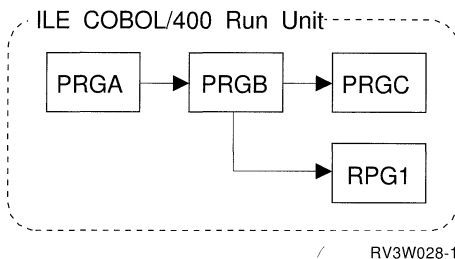 ILE COBOL/400 Run Unit
PRGA
PRGB
PRGC
RPG1
RV3W028-1